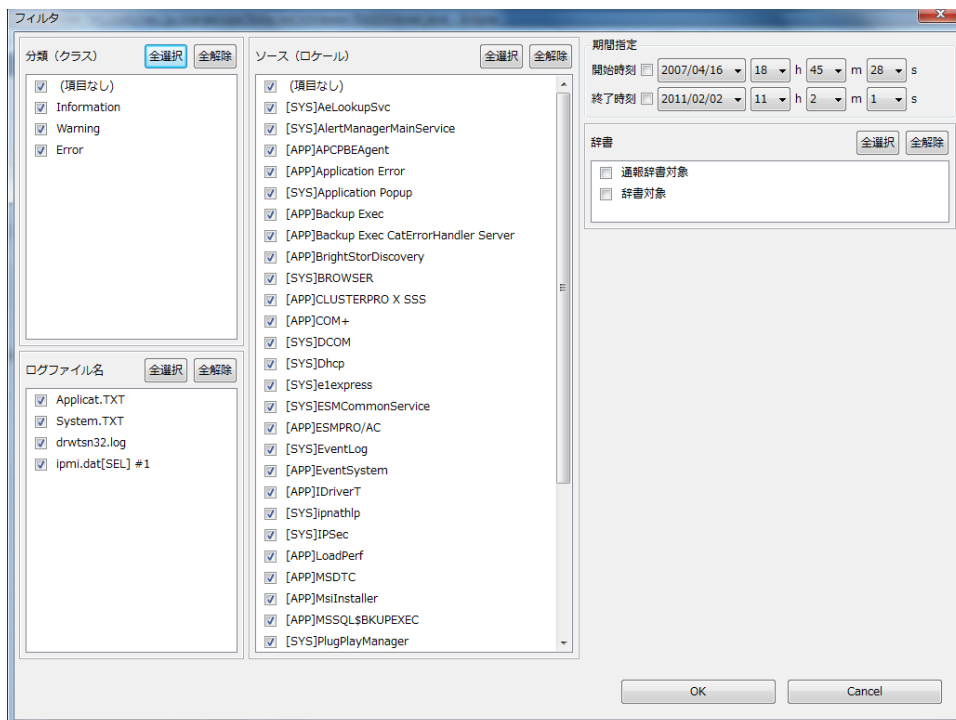 フィルタ
分類（クラス）
全選択
全解除
(項目なし)
Information
Warning
Error
ログファイル名
全選択
全解除
Applicat.TXT
System.TXT
drwtsn32.log
ipmi.dat[SEL] #1
ソース（ロケール）
全選択
全解除
(項目なし)
[SYS]AeLookupSvc
[SYS]AlertManagerMainService
[APP]APCPBEAgent
[APP]Application Error
[SYS]Application Popup
[APP]Backup Exec
[APP]Backup Exec CatErrorHandler Server
[APP]BrightStorDiscovery
[SYS]BROWSER
[APP]CLUSTERPRO X SSS
[APP]COM+
[SYS]DCOM
[SYS]Dhcp
[SYS]e1express
[SYS]ESMCommonService
[APP]ESMPRO/AC
[SYS]EventLog
[APP]EventSystem
[APP]IDriverT
[SYS]ipnathlp
[SYS]IPSec
[APP]LoadPerf
[APP]MSDTC
[APP]MsiInstaller
[APP]MSSQL$BKUPEXEC
[SYS]PlugPlayManager
期間指定
開始時刻 2007/04/16 18 h 45 m 28 s
終了時刻 2011/02/02 11 h 2 m 1 s
辞書
全選択
全解除
通報辞書対象
辞書対象
OK
Cancel